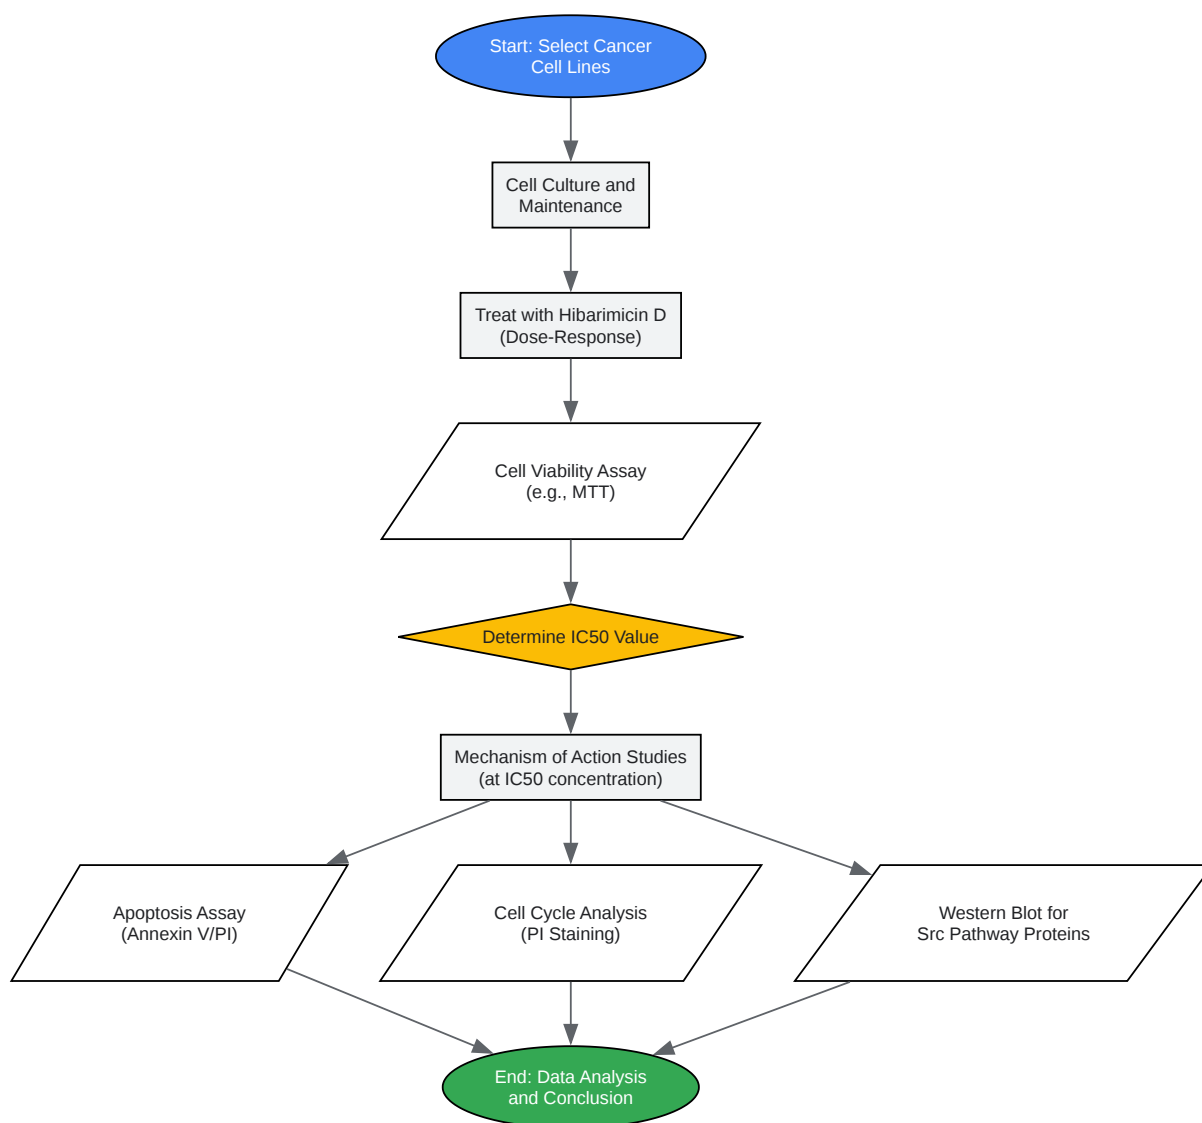 Start: Select Cancer
Cell Lines
Cell Culture and
Maintenance
Treat with Hibarimicin D
(Dose-Response)
Cell Viability Assay
(e.g., MTT)
Determine IC50 Value
Mechanism of Action Studies
(at IC50 concentration)
Apoptosis Assay
(Annexin V/PI)
Cell Cycle Analysis
(PI Staining)
Western Blot for
Src Pathway Proteins
End: Data Analysis
and Conclusion